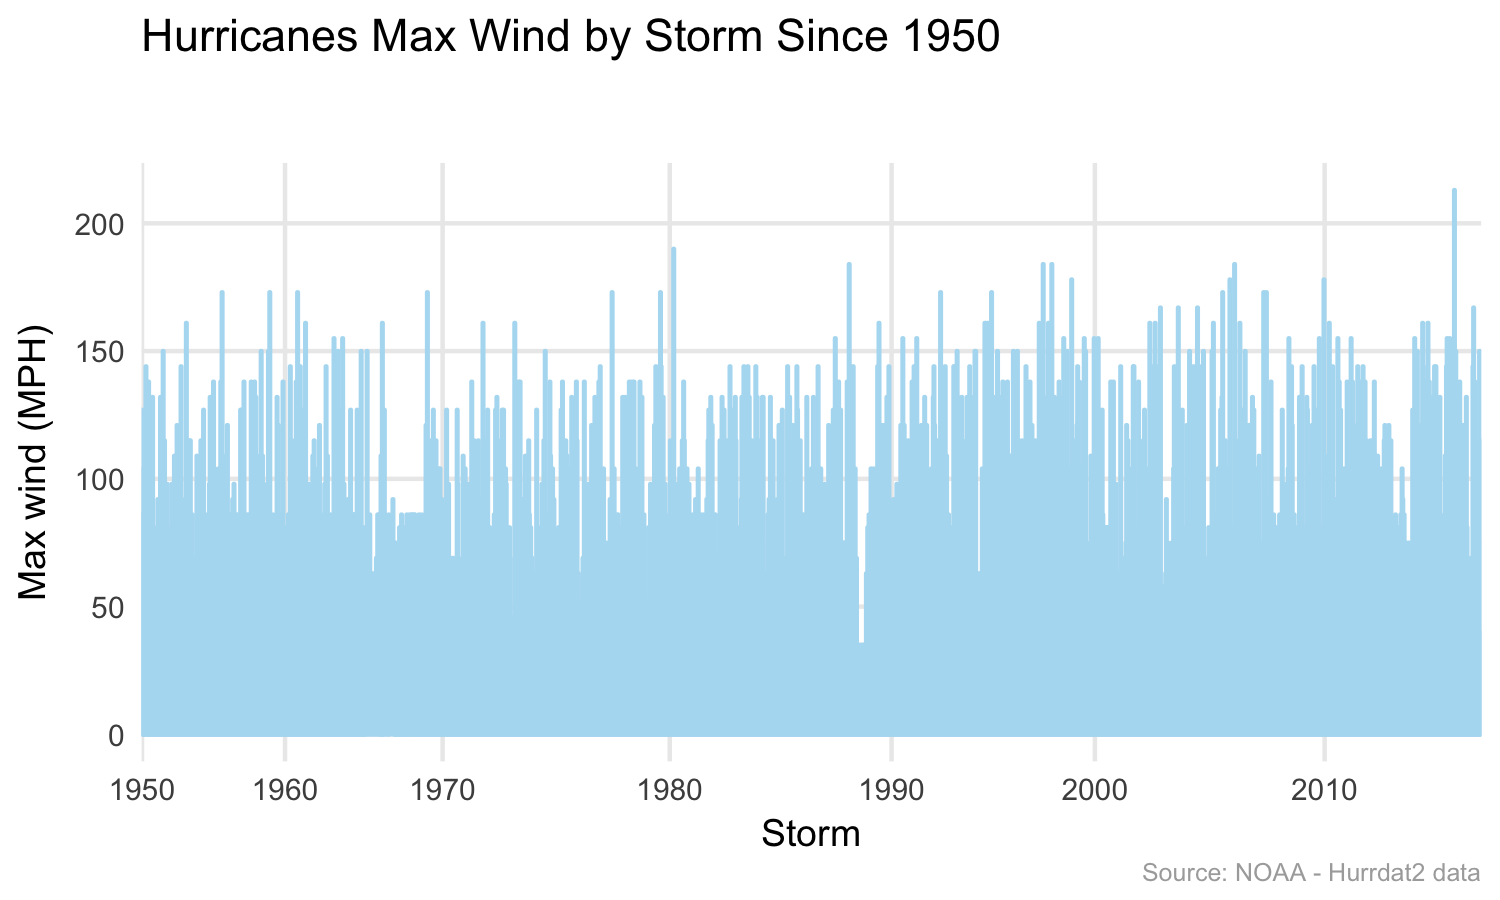 Hurricanes Max Wind by Storm Since 1950
Max wind (MPH)
200
150
100
50
0
1950 1960 1970 1980 1990 2000 2010
Storm
Source: NOAA - Hurrdat2 data